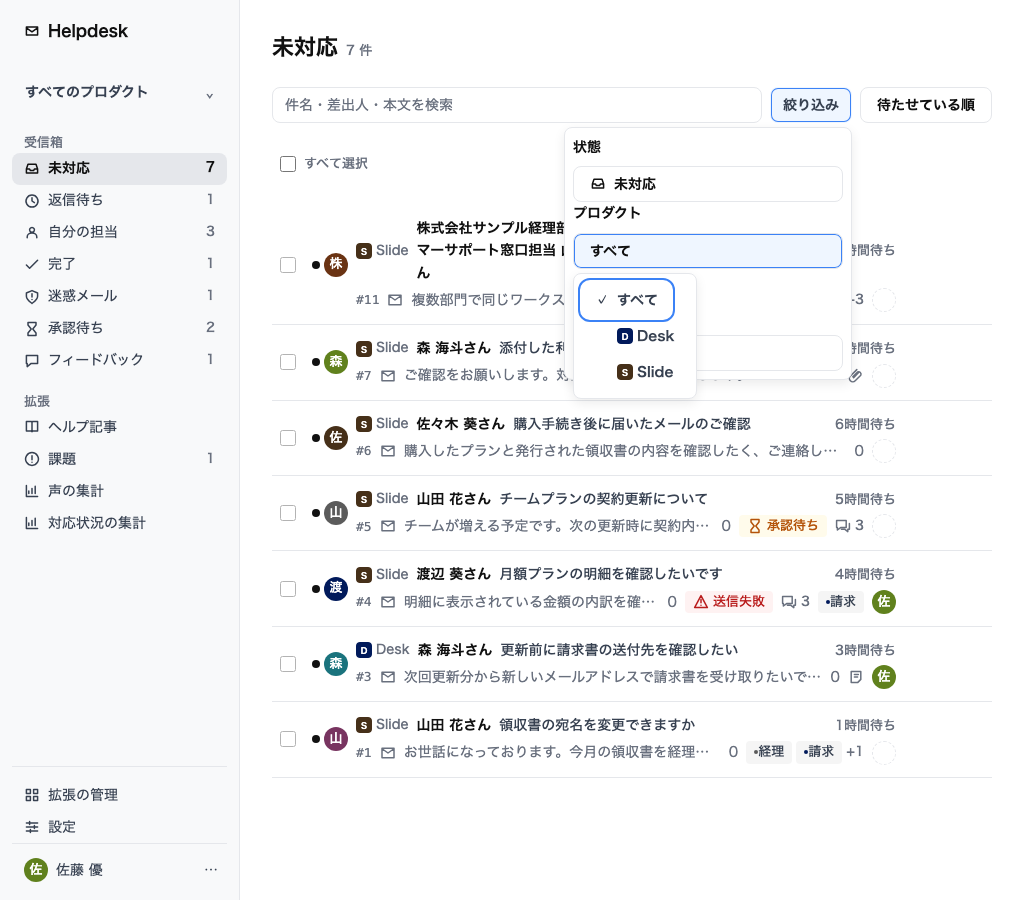 Helpdesk
すべてのプロダクト
受信箱
未対応 7
返信待ち 1
自分の担当 3
完了 1
迷惑メール 1
承認待ち 2
フィードバック 1
拡張
ヘルプ記事
課題 1
声の集計
対応状況の集計
拡張の管理
設定
佐 佐藤 優 …
未対応 7 件
件名・差出人・本文を検索 絞り込み 待たせている順
すべて選択
状態
未対応
プロダクト
すべて
✓ すべて
D Desk
S Slide
株 S Slide 株式会社サンプル経理部
マーサポート窓口担当
ん
時間待ち
#11 複数部門で同じワークス
-3
森 S Slide 森 海斗さん 添付した利
時間待ち
#7 ご確認をお願いします。対
佐 S Slide 佐々木 葵さん 購入手続き後に届いたメールのご確認 6時間待ち
#6 購入したプランと発行された領収書の内容を確認したく、ご連絡し… 0
山 S Slide 山田 花さん チームプランの契約更新について 5時間待ち
#5 チームが増える予定です。次の更新時に契約内… 0 承認待ち 3
渡 S Slide 渡辺 葵さん 月額プランの明細を確認したいです 4時間待ち
#4 明細に表示されている金額の内訳を確… 0 送信失敗 3 •請求 佐
森 D Desk 森 海斗さん 更新前に請求書の送付先を確認したい 3時間待ち
#3 次回更新分から新しいメールアドレスで請求書を受け取りたいで… 0 佐
山 S Slide 山田 花さん 領収書の宛名を変更できますか 1時間待ち
#1 お世話になっております。今月の領収書を経理… 0 •経理 •請求 +1